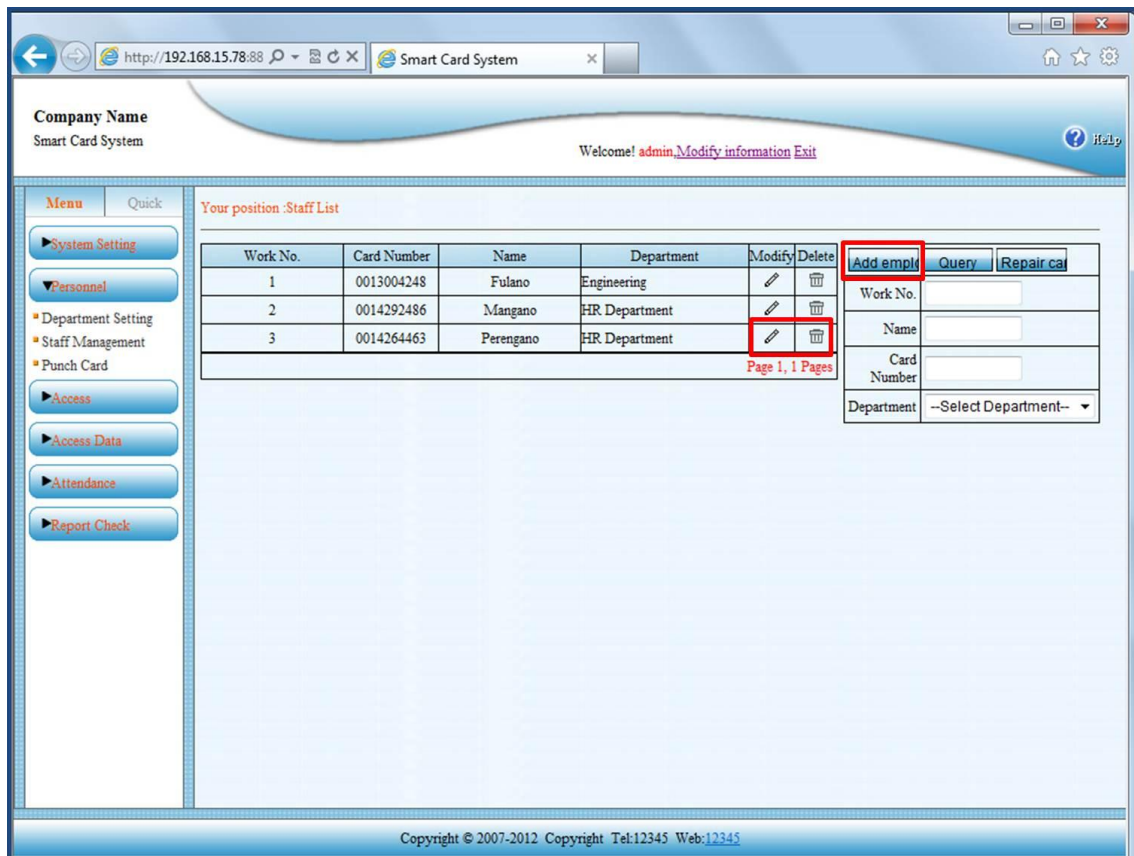 http://192.168.15.78:88
Smart Card System
Company Name
Smart Card System
Welcome! admin,Modify information Exit
Help
Menu Quick
Your position :Staff List
System Setting
Personnel
Department Setting
Staff Management
Punch Card
Access
Access Data
Attendance
Report Check
Work No. Card Number Name Department Modify Delete
1 0013004248 Fulano Engineering
2 0014292486 Mangano HR Department
3 0014264463 Perengano HR Department
Page 1, 1 Pages
Add emplo Query Repair car
Work No.
Name
Card
Number
Department --Select Department--
Copyright © 2007-2012 Copyright Tel:12345 Web:12345